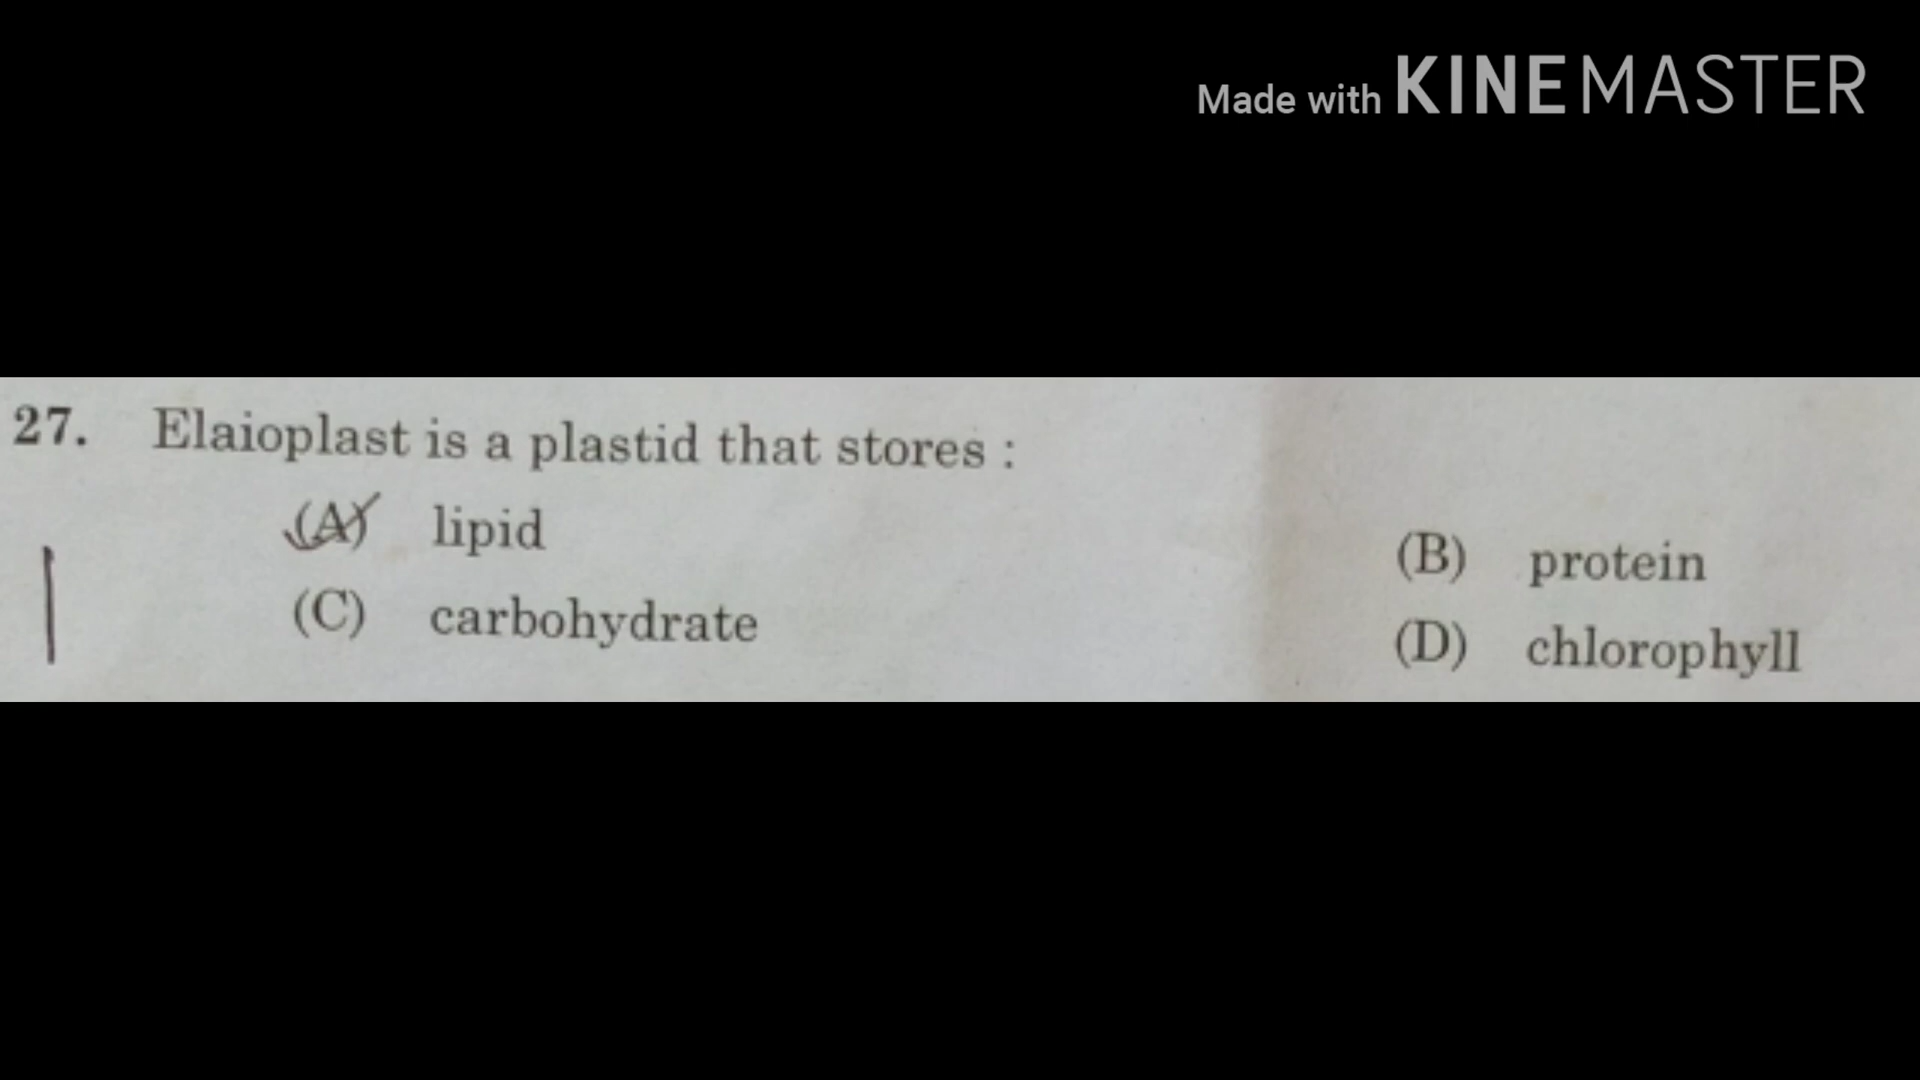 Made with KINEMASTER
27. Elaioplast is a plastid that stores :
(A) lipid
(B) protein
(C) carbohydrate
(D) chlorophyll